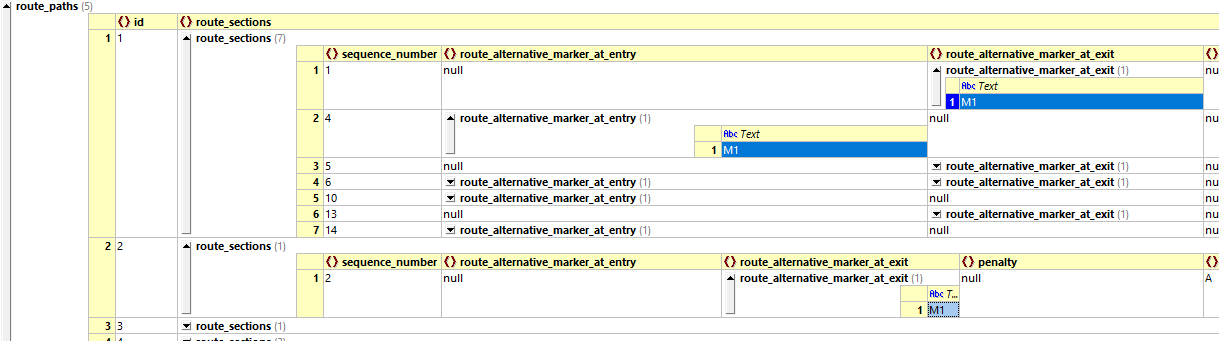 route_paths (5)
id route_sections
1 1 route_sections (7)
sequence_number route_alternative_marker_at_entry route_alternative_marker_at_exit
1 1 null route_alternative_marker_at_exit (1) nu
Abc Text
1 M1
2 4 route_alternative_marker_at_entry (1) null nu
Abc Text
1 M1
3 5 null route_alternative_marker_at_exit (1) nu
4 6 route_alternative_marker_at_entry (1) route_alternative_marker_at_exit (1) nu
5 10 route_alternative_marker_at_entry (1) null nu
6 13 null route_alternative_marker_at_exit (1) nu
7 14 route_alternative_marker_at_entry (1) null nu
2 2 route_sections (1)
sequence_number route_alternative_marker_at_entry route_alternative_marker_at_exit penalty
1 2 null route_alternative_marker_at_exit (1) null A
Abc T...
1 M1
3 3 route_sections (1)